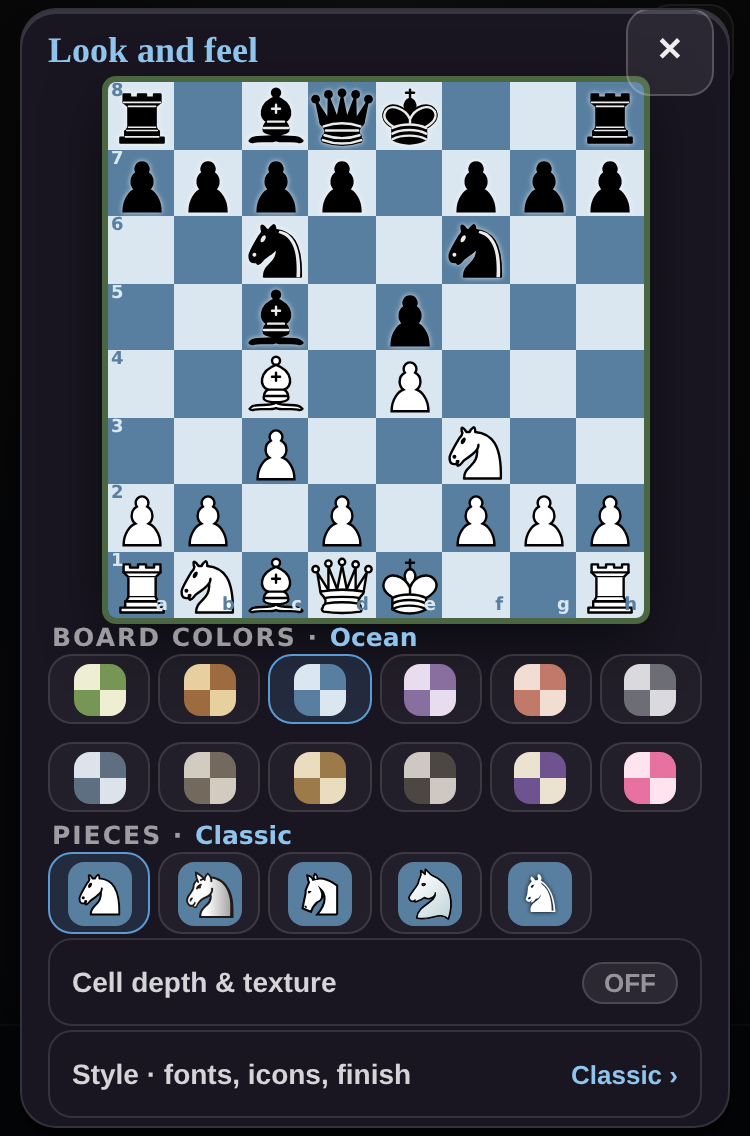 Look and feel
×
8
7
6
5
4
3
2
1
a b c d e f g h
BOARD COLORS · Ocean
PIECES · Classic
Cell depth & texture OFF
Style · fonts, icons, finish Classic ›